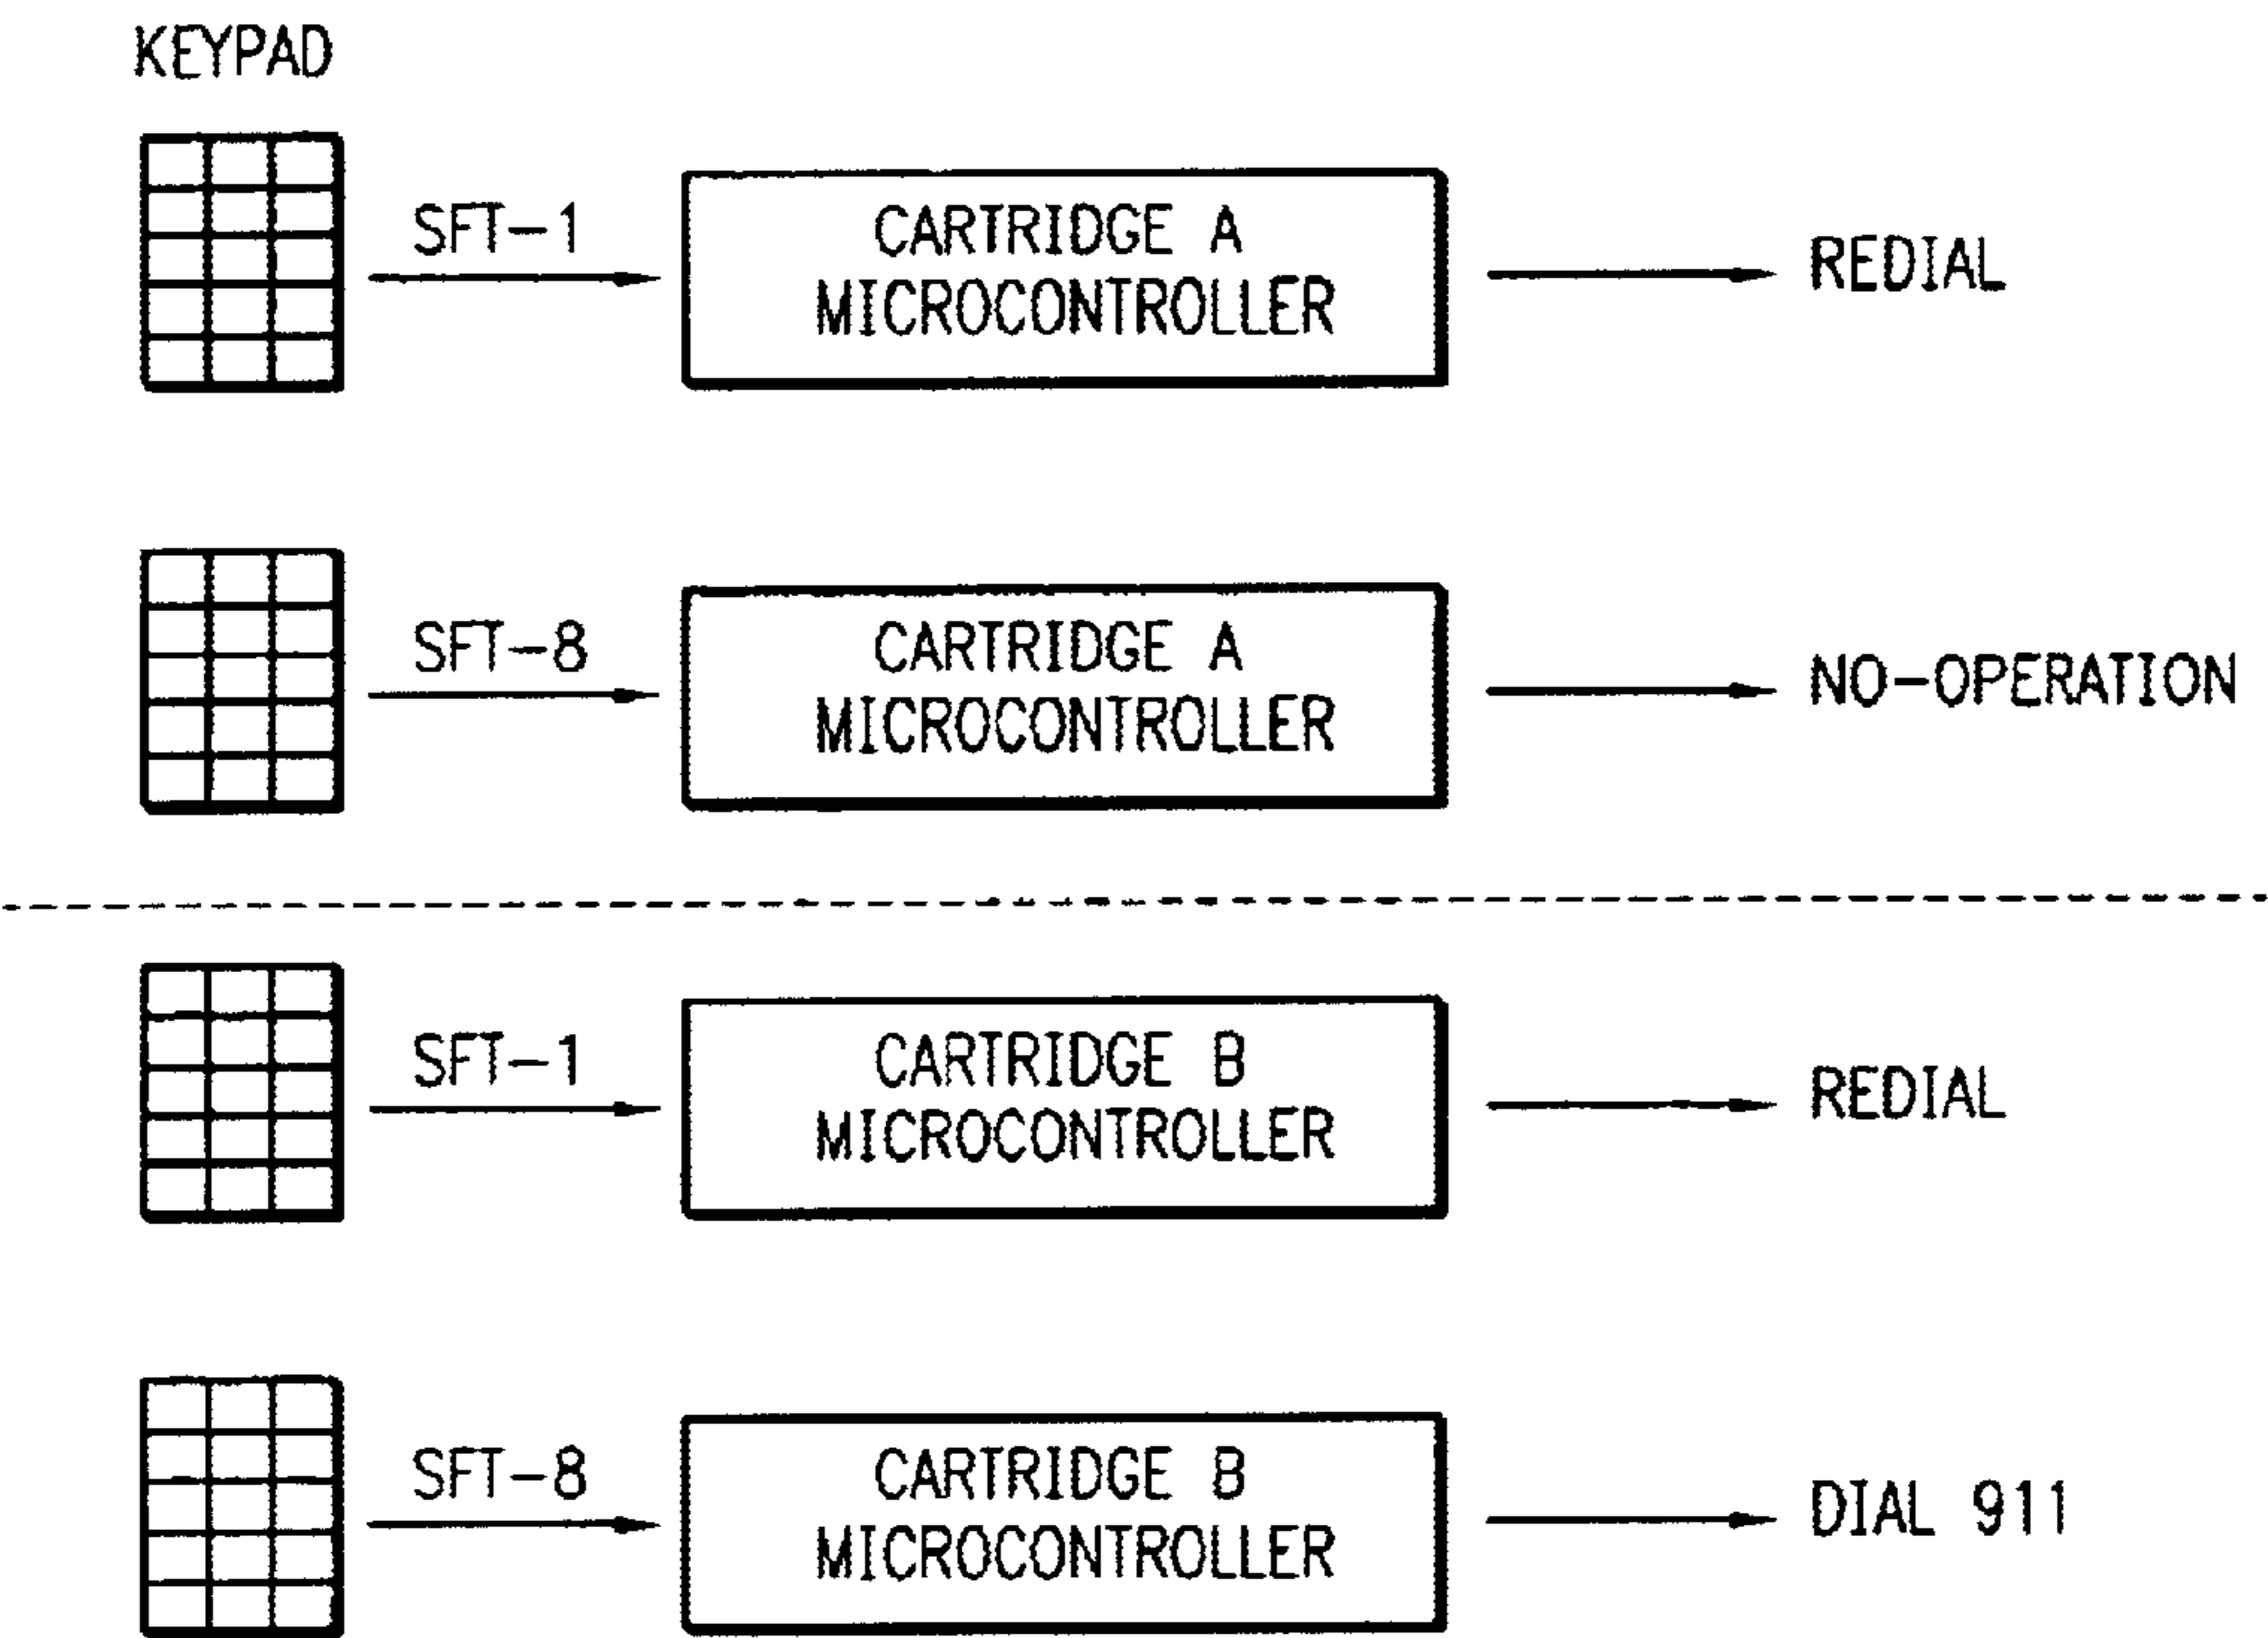 KEYPAD
SFT-1
CARTRIDGE A
MICROCONTROLLER
REDIAL
SFT-8
CARTRIDGE A
MICROCONTROLLER
NO-OPERATION
SFT-1
CARTRIDGE B
MICROCONTROLLER
REDIAL
SFT-8
CARTRIDGE B
MICROCONTROLLER
DIAL 911